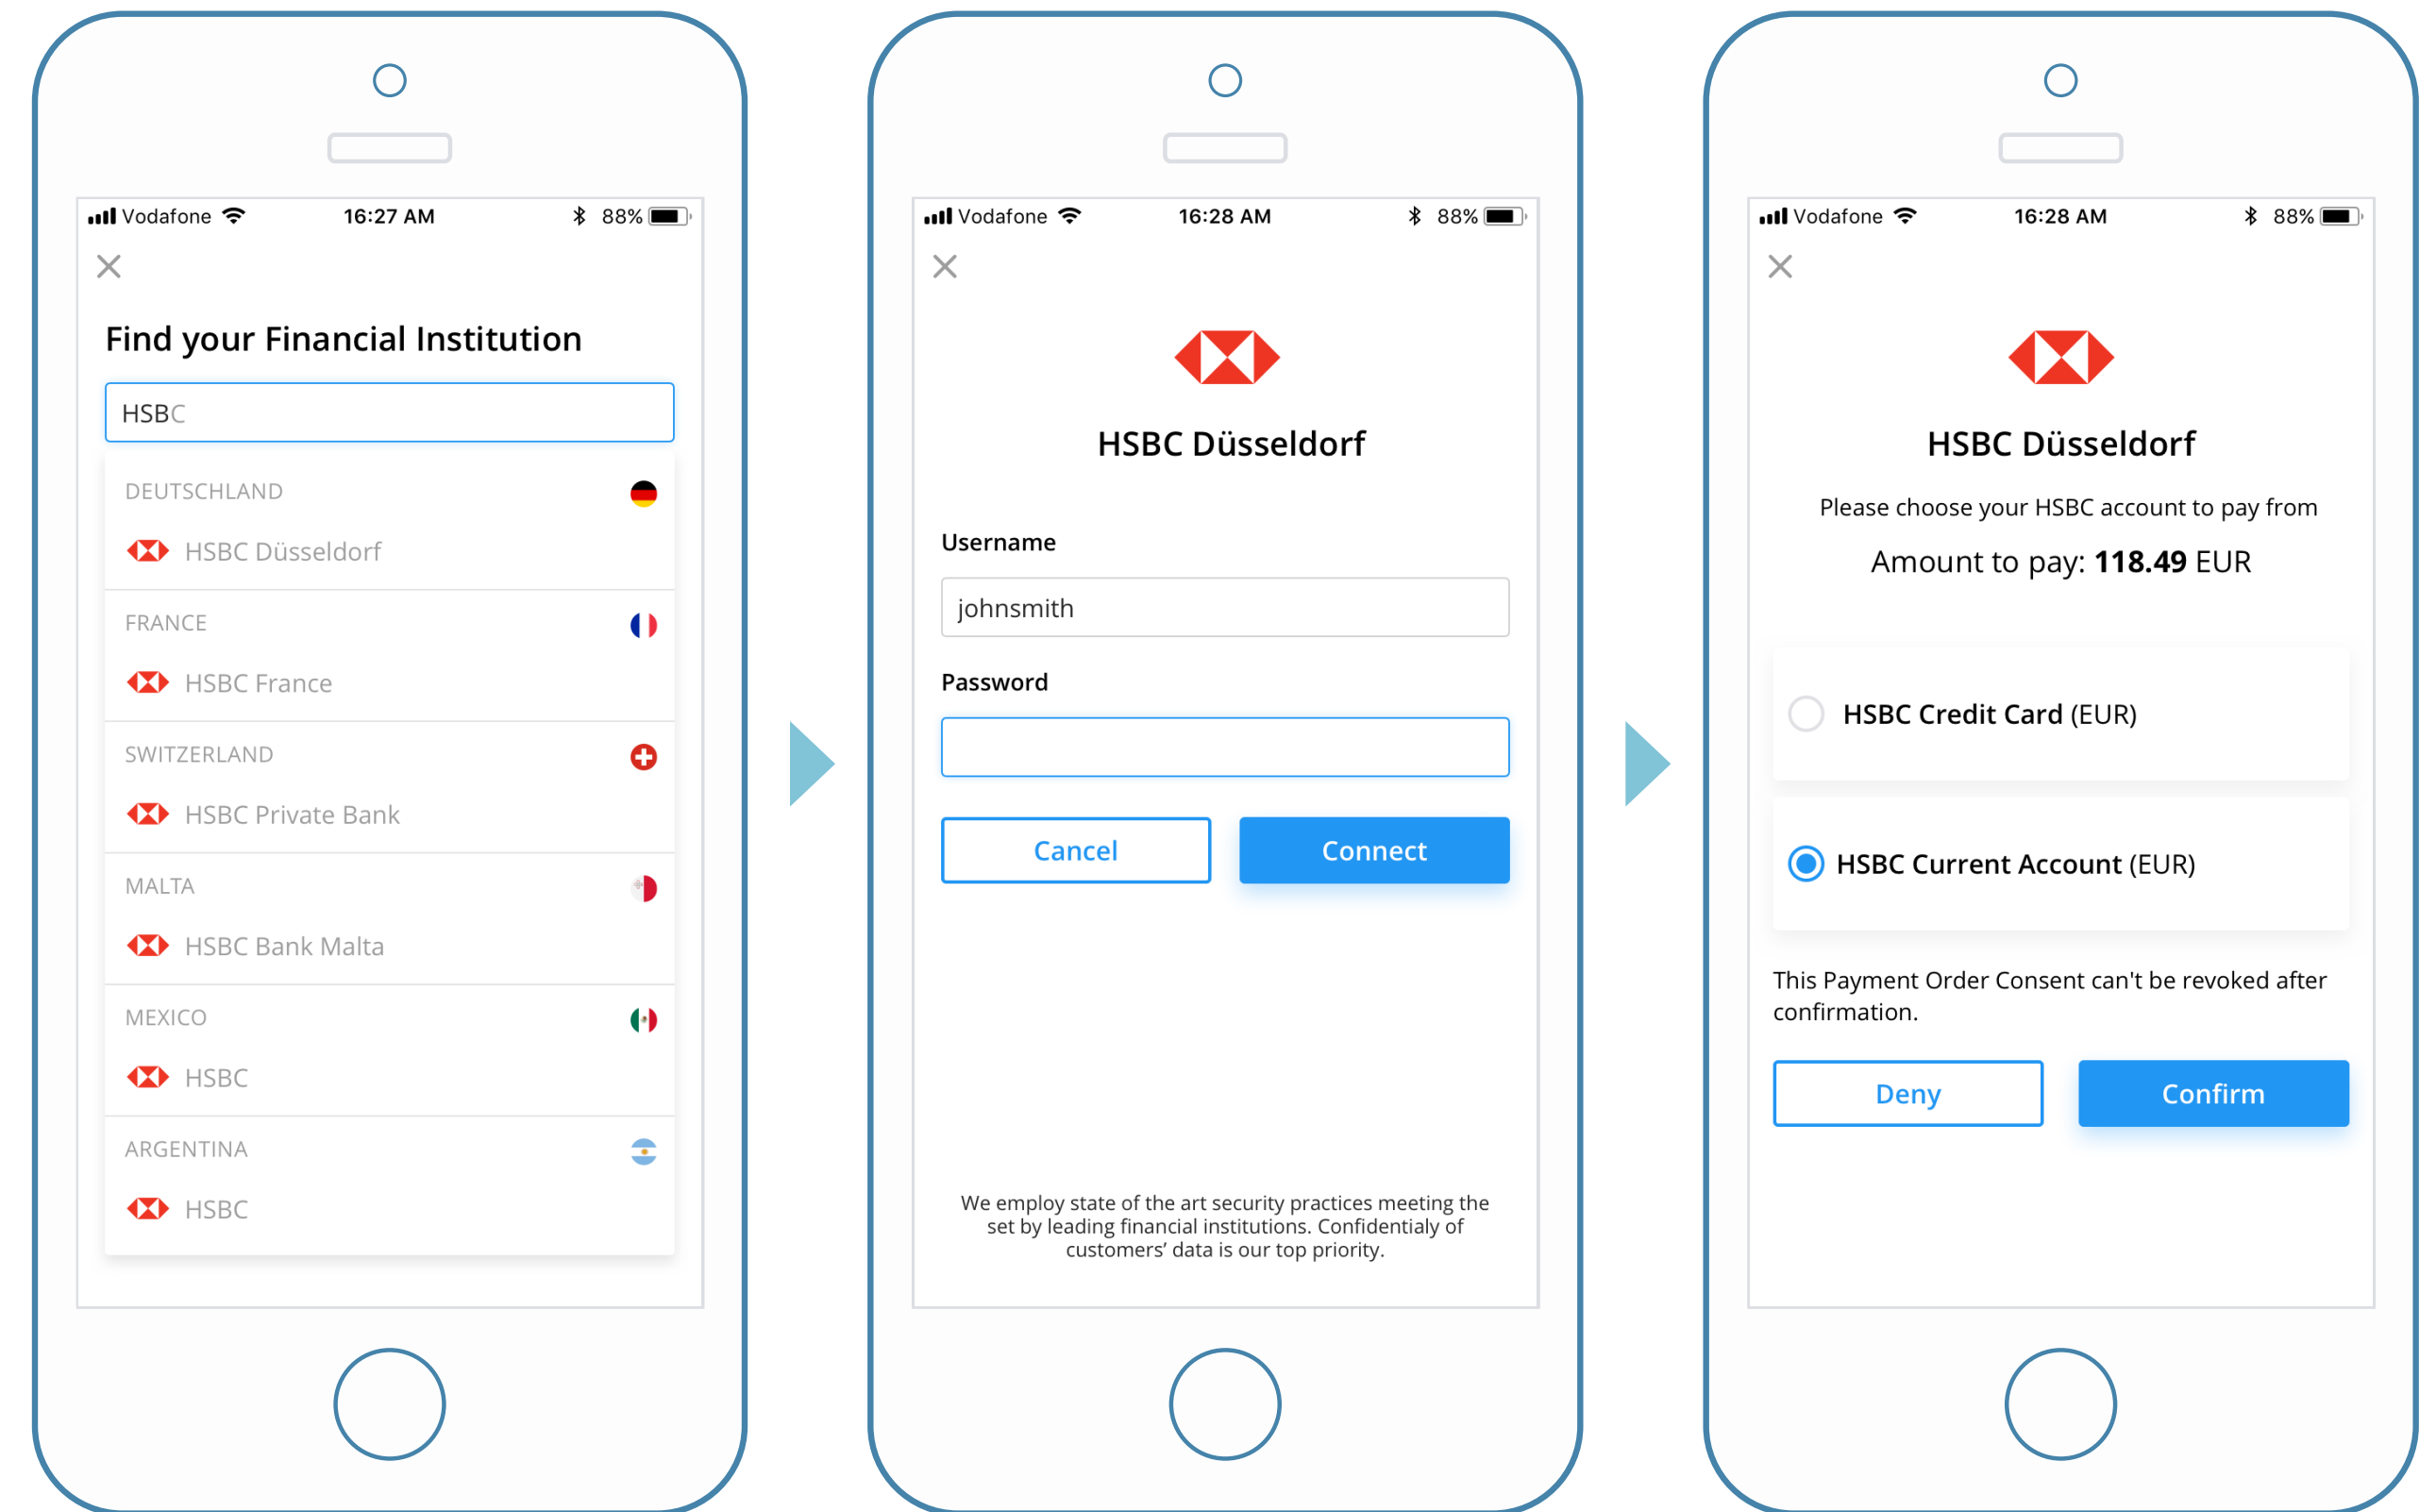 Vodafone 16:27 AM 88%
Find your Financial Institution
HSBC
DEUTSCHLAND
HSBC Düsseldorf
FRANCE
HSBC France
SWITZERLAND
HSBC Private Bank
MALTA
HSBC Bank Malta
MEXICO
HSBC
ARGENTINA
HSBC
Vodafone 16:28 AM 88%
HSBC Düsseldorf
Username
johnsmith
Password
Cancel Connect
We employ state of the art security practices meeting the
set by leading financial institutions. Confidentialy of
customers’ data is our top priority.
Vodafone 16:28 AM 88%
HSBC Düsseldorf
Please choose your HSBC account to pay from
Amount to pay: 118.49 EUR
HSBC Credit Card (EUR)
HSBC Current Account (EUR)
This Payment Order Consent can't be revoked after
confirmation.
Deny Confirm